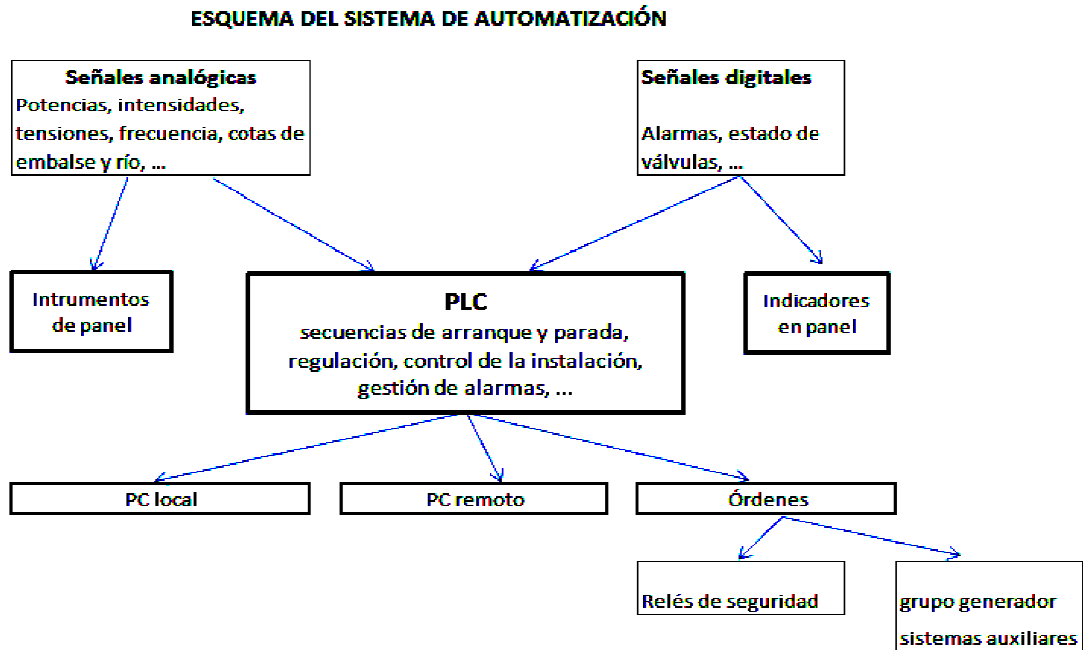 ESQUEMA DEL SISTEMA DE AUTOMATIZACIÓN
Señales analógicas
Potencias, intensidades,
tensiones, frecuencia, cotas de
embalse y río, ...
Señales digitales
Alarmas, estado de
válvulas, ...
Intrumentos
de panel
PLC
secuencias de arranque y parada,
regulación, control de la instalación,
gestión de alarmas, ...
Indicadores
en panel
PC local
PC remoto
Órdenes
Relés de seguridad
grupo generador
sistemas auxiliares